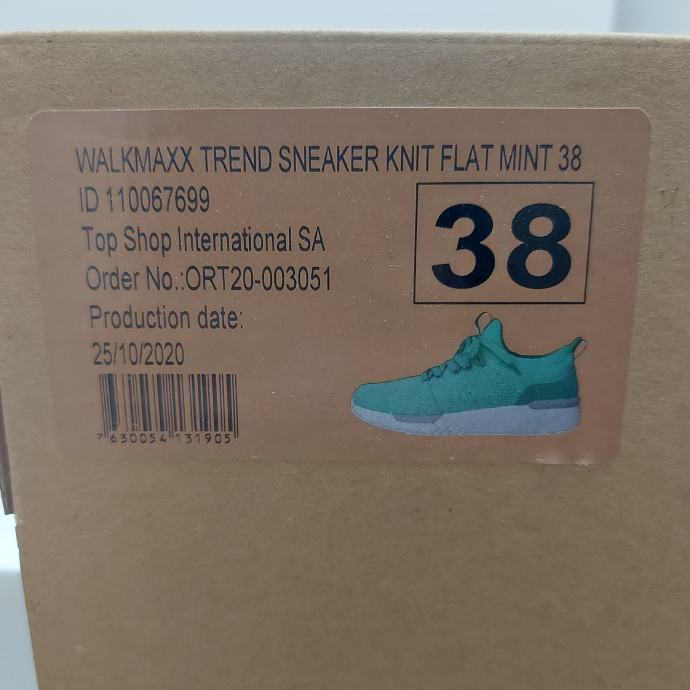 WALKMAXX TREND SNEAKER KNIT FLAT MINT 38
ID 110067699
Top Shop International SA
Order No.:ORT20-003051
Production date:
25/10/2020
38
7 630054 131905